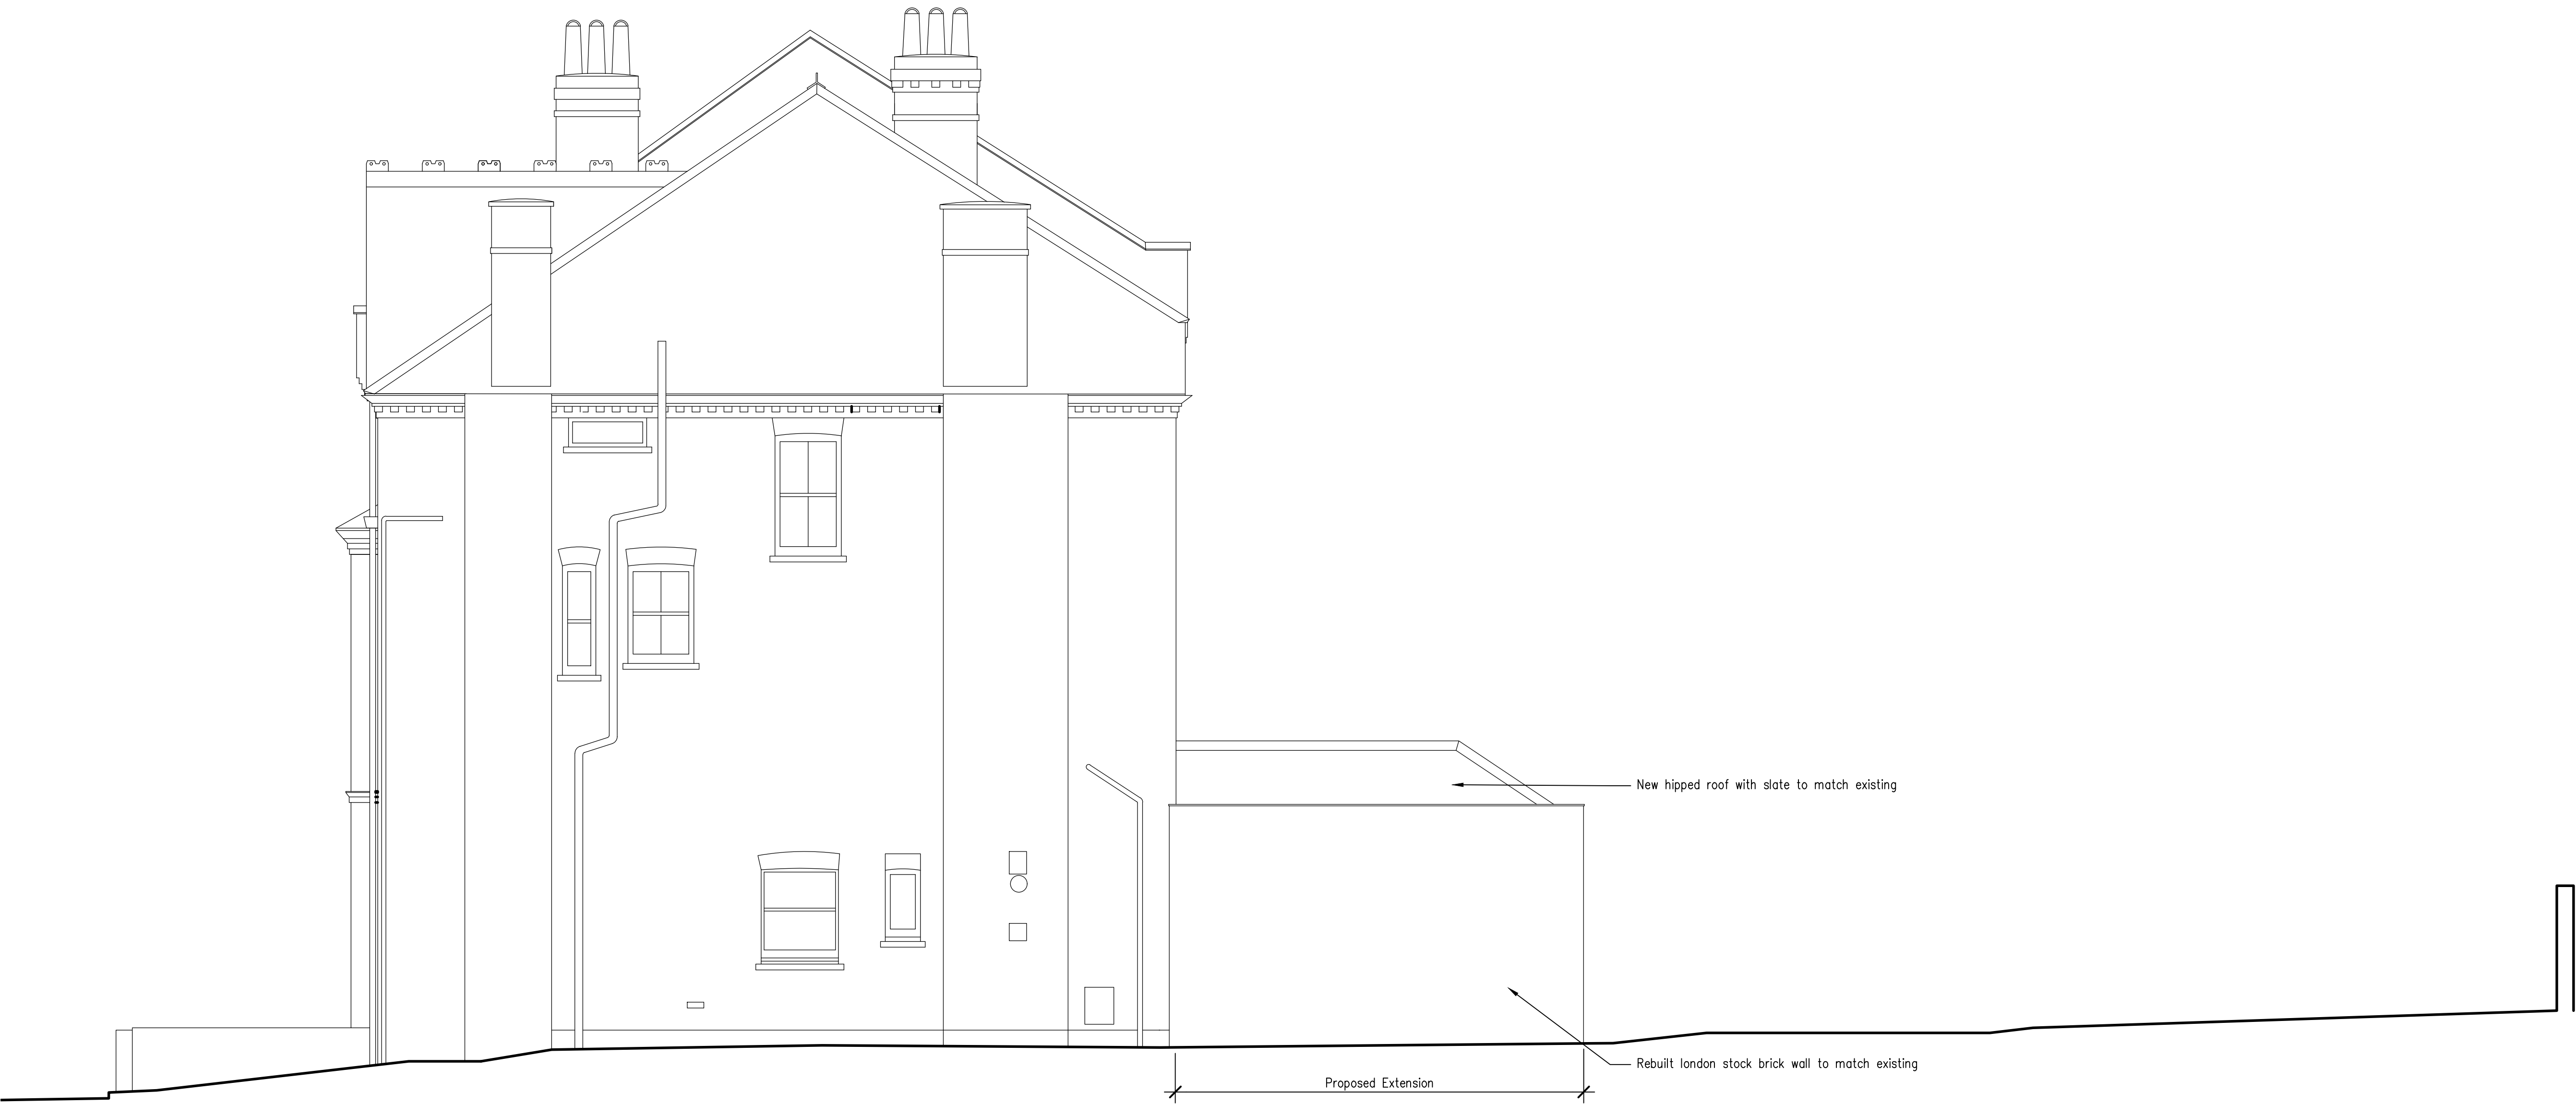 New hipped roof with slate to match existing
Rebuilt london stock brick wall to match existing
Proposed Extension